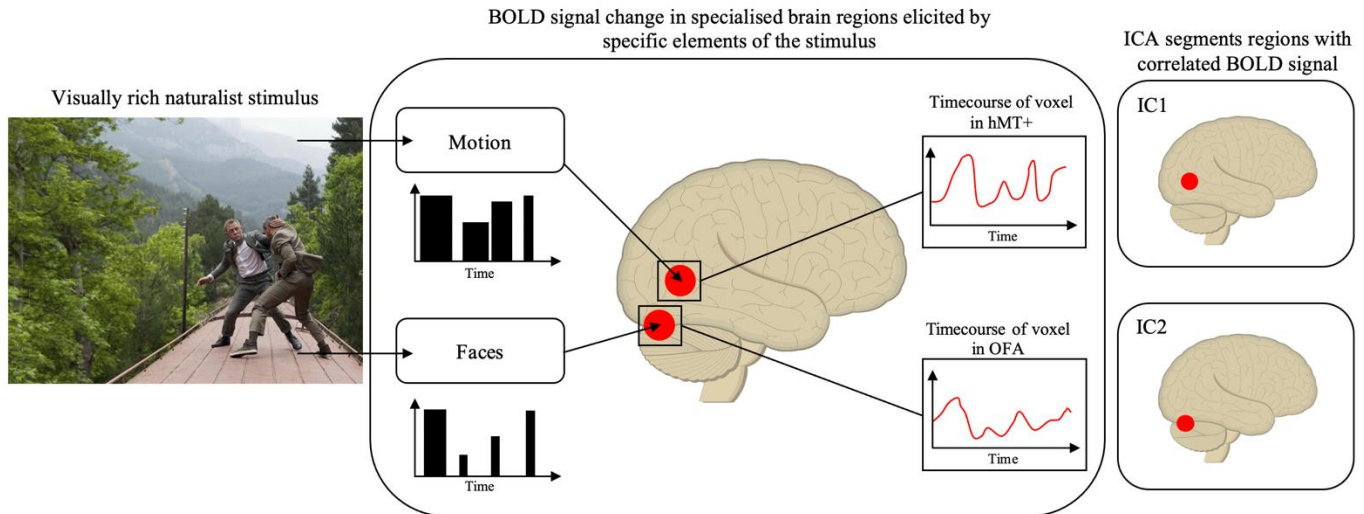 BOLD signal change in specialised brain regions elicited by
specific elements of the stimulus
ICA segments regions with
correlated BOLD signal
Visually rich naturalist stimulus
Motion
Time
Faces
Time
Timecourse of voxel
in hMT+
Time
Timecourse of voxel
in OFA
Time
IC1
IC2